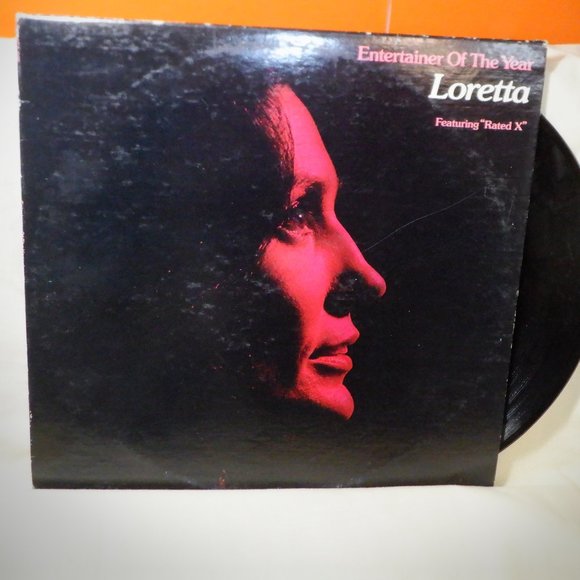 Entertainer Of The Year
Loretta
Featuring "Rated X"